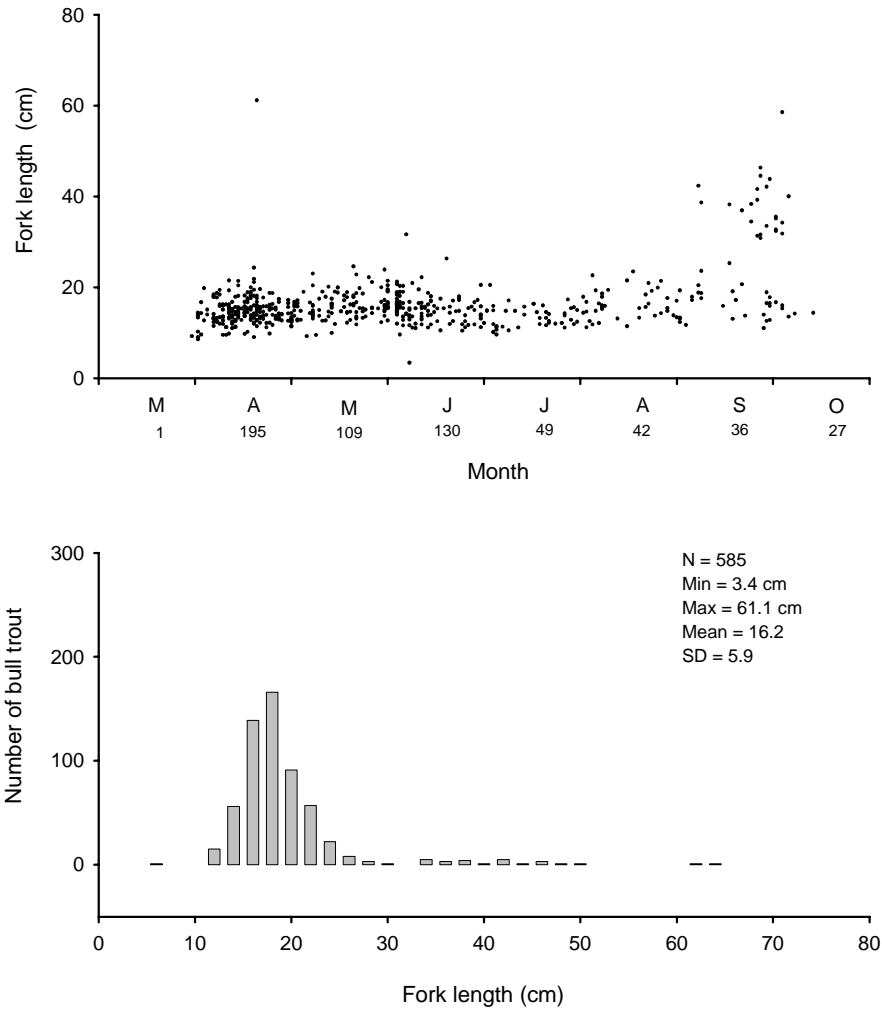 80
60
40
20
0
Fork length (cm)
M A M J J A S O
1 195 109 130 49 42 36 27
Month
300
200
100
0
Number of bull trout
N = 585
Min = 3.4 cm
Max = 61.1 cm
Mean = 16.2
SD = 5.9
0 10 20 30 40 50 60 70 80
Fork length (cm)